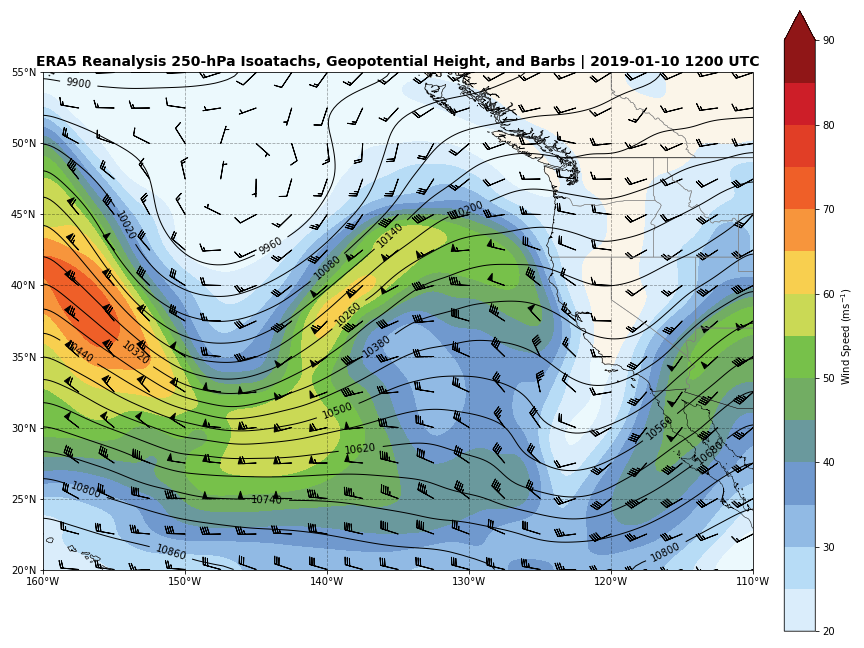 ERA5 Reanalysis 250-hPa Isoatachs, Geopotential Height, and Barbs | 2019-01-10 1200 UTC
90
55°N
9900
80
50°N
70
45°N
10200
10020
10140
9960
10080
40°N
60
10260
10320
10380
10440
35°N
Wind Speed (ms⁻¹)
50
10500
10560
30°N
10620
10680
40
10800
10740
25°N
10860
10800
30
20°N
160°W
150°W
140°W
130°W
120°W
110°W
20